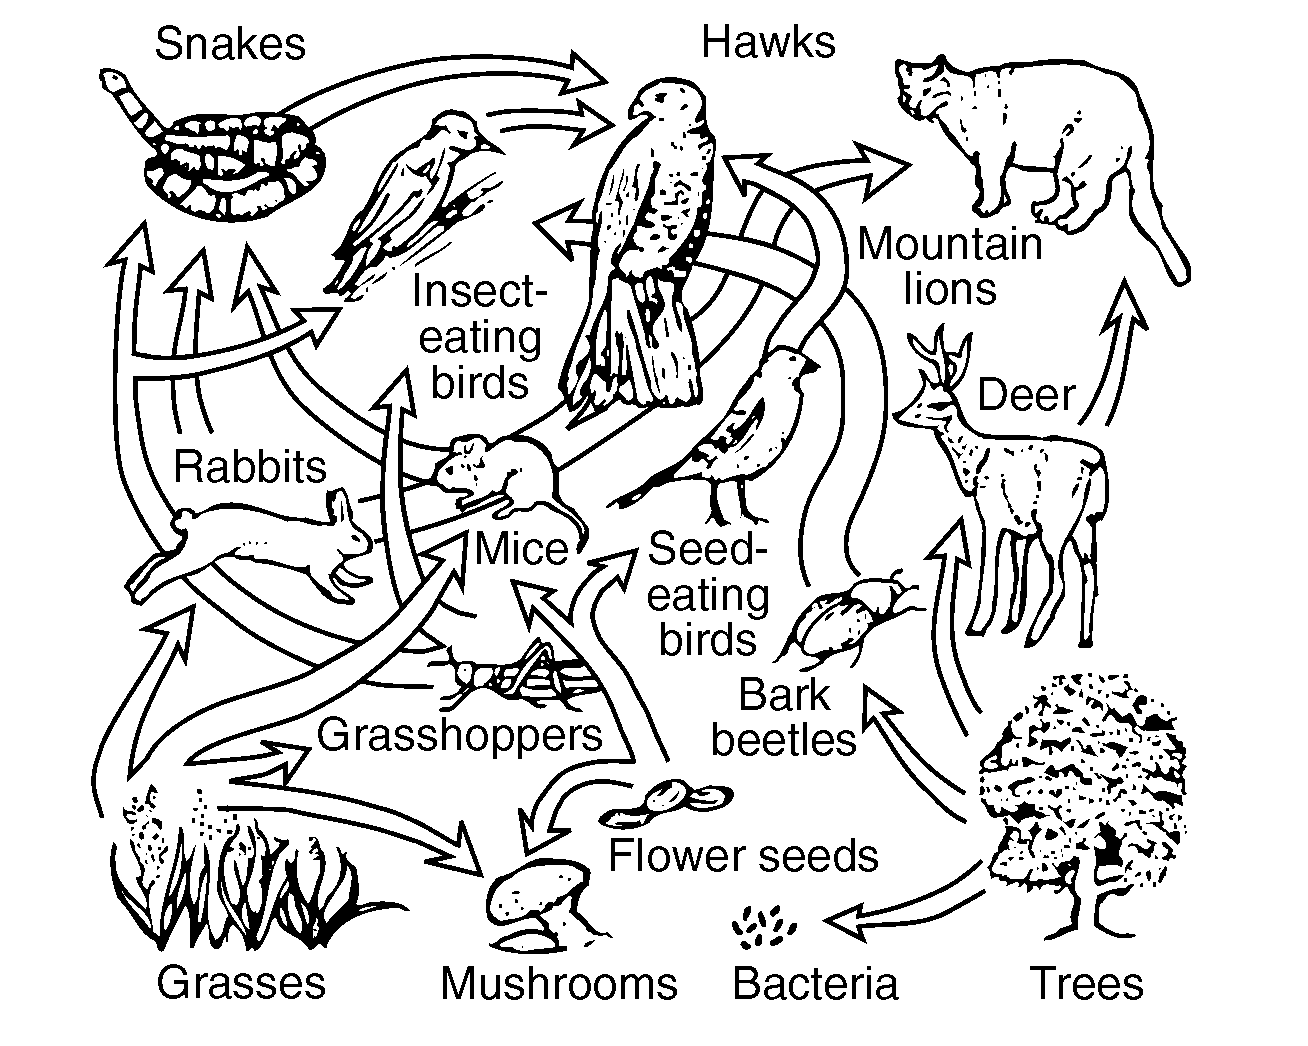 Snakes
Hawks
Mountain
lions
Insect-
eating
birds
Deer
Rabbits
Mice
Seed-
eating
birds
Bark
beetles
Grasshoppers
Flower seeds
Grasses
Mushrooms
Bacteria
Trees